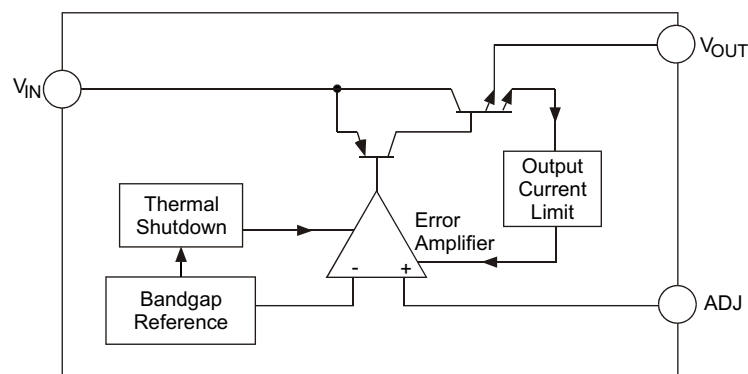 VIN
VOUT
Output
Current
Limit
Thermal
Shutdown
Error
Amplifier
- +
Bandgap
Reference
ADJ